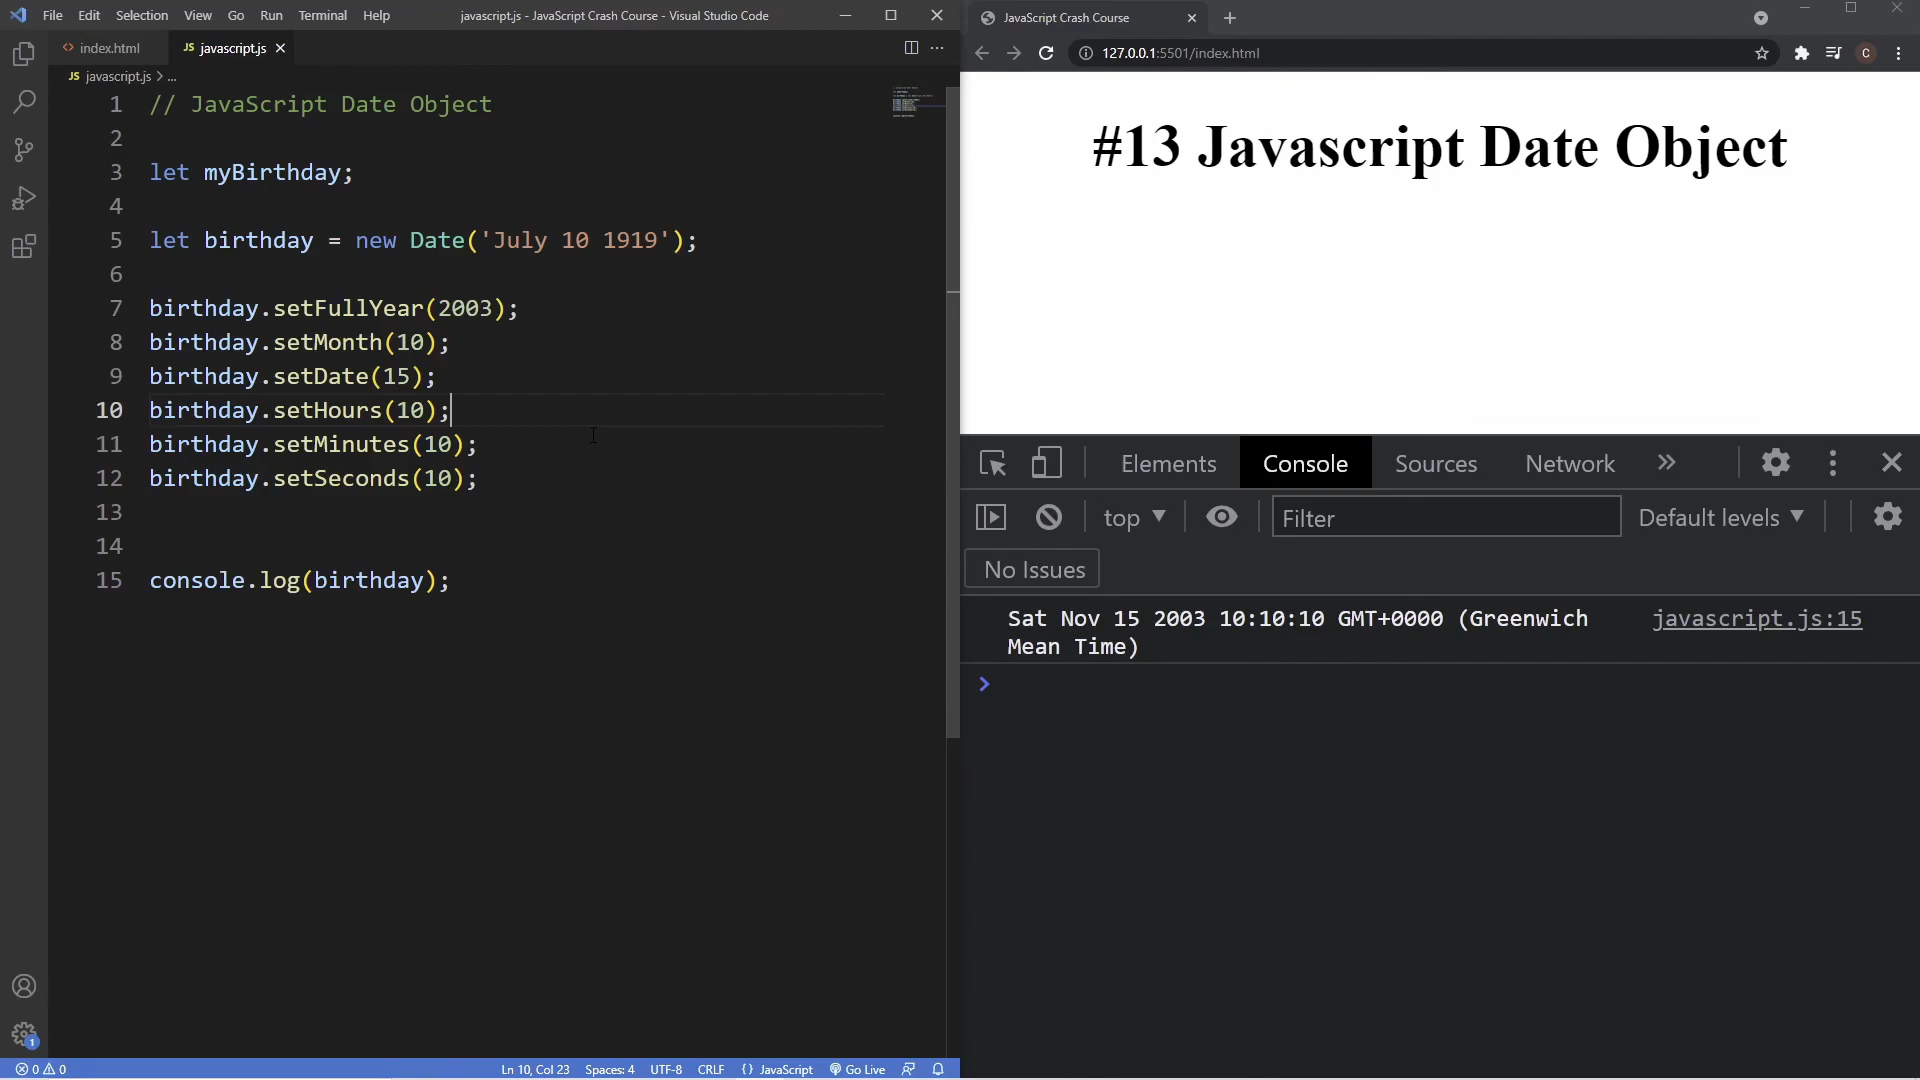 File Edit Selection View Go Run Terminal Help javascript.js - JavaScript Crash Course - Visual Studio Code
index.html JS javascript.js
JS javascript.js > ...
1 // JavaScript Date Object
2
3 let myBirthday;
4
5 let birthday = new Date('July 10 1919');
6
7 birthday.setFullYear(2003);
8 birthday.setMonth(10);
9 birthday.setDate(15);
10 birthday.setHours(10);
11 birthday.setMinutes(10);
12 birthday.setSeconds(10);
13
14
15 console.log(birthday);
1
0 0 Ln 10, Col 23 Spaces: 4 UTF-8 CRLF {} JavaScript Go Live
JavaScript Crash Course
127.0.0.1:5501/index.html C
#13 Javascript Date Object
Elements Console Sources Network
top Filter Default levels
No Issues
Sat Nov 15 2003 10:10:10 GMT+0000 (Greenwich javascript.js:15
Mean Time)